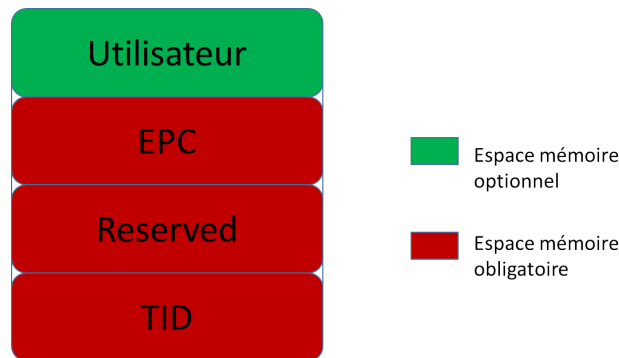 Utilisateur
EPC
Reserved
TID
Espace mémoire
optionnel
Espace mémoire
obligatoire